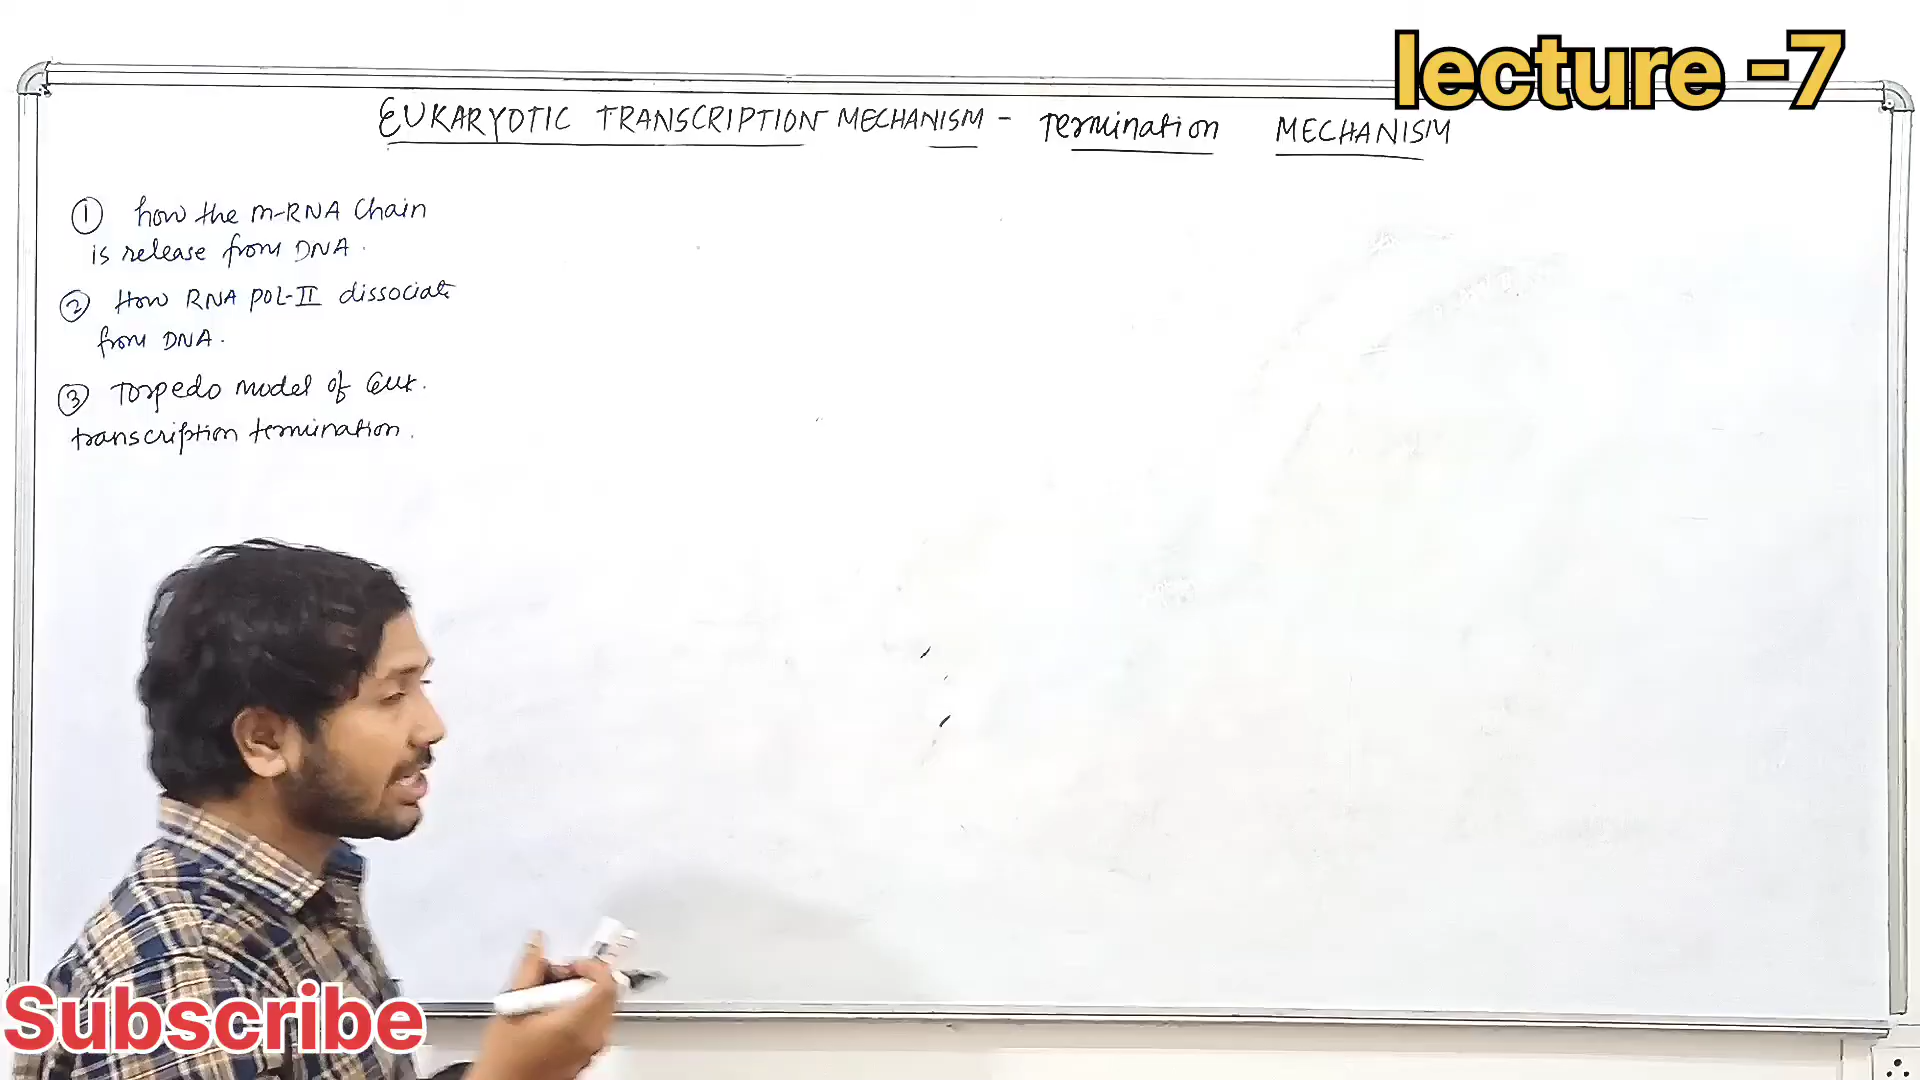 lecture -7
EUKARYOTIC TRANSCRIPTION MECHANISM - Termination MECHANISM
① how the m-RNA Chain
is release from DNA.
② How RNA POL-II dissociate
from DNA.
③ Torpedo model of Euk.
transcription termination.
Subscribe